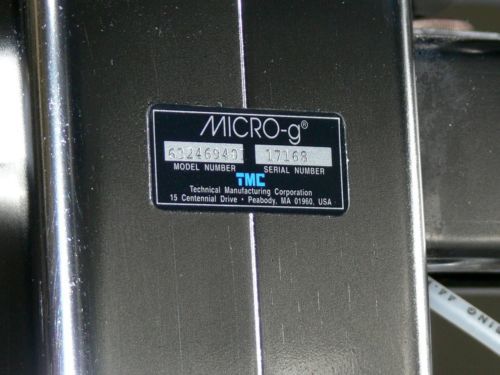 MICRO-g®
17168
MODEL NUMBER SERIAL NUMBER
TMC
Technical Manufacturing Corporation
15 Centennial Drive • Peabody, MA 01960, USA